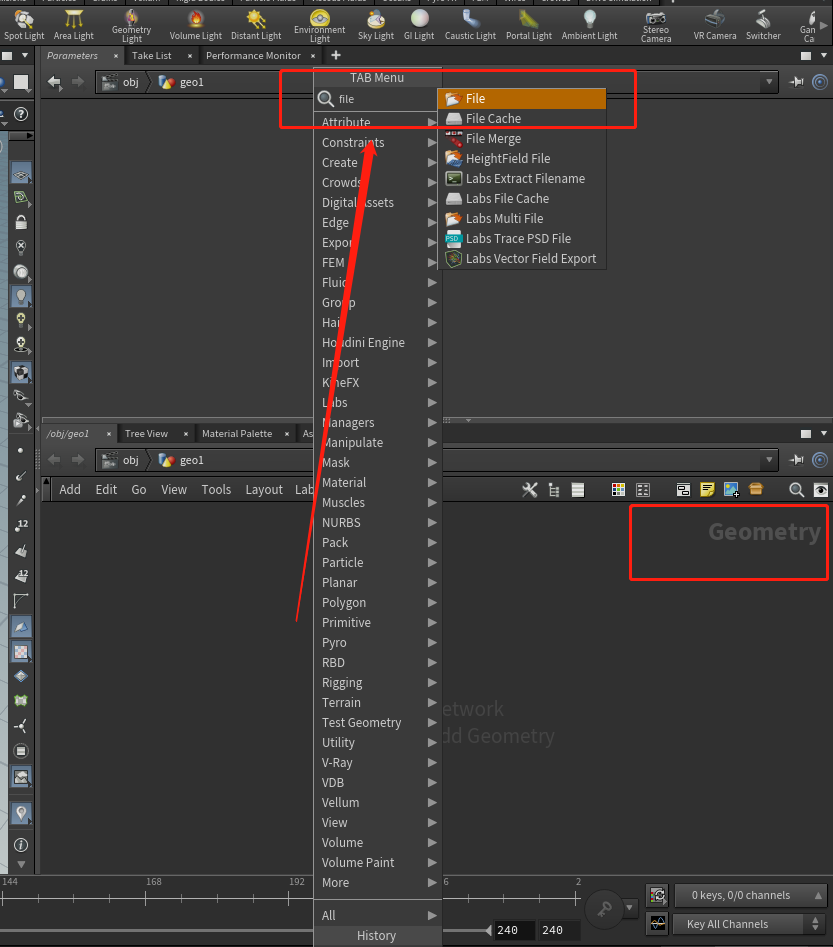 Spot Light
Area Light
Geometry Light
Volume Light
Distant Light
Environment Light
Sky Light
GI Light
Caustic Light
Portal Light
Ambient Light
Stereo Camera
VR Camera
Switcher
Parameters
Take List
Performance Monitor
obj
geo1
TAB Menu
file
File
File Cache
File Merge
HeightField File
Labs Extract Filename
Labs File Cache
Labs Multi File
PSD
Labs Trace PSD File
Labs Vector Field Export
Attribute
Constraints
Create
Crowds
Digital Assets
Edge
Export
FEM
Fluid
Group
Hair
Houdini Engine
Import
KineFX
Labs
Managers
Manipulate
Mask
Material
Muscles
NURBS
Pack
Particle
Planar
Polygon
Primitive
Pyro
RBD
Rigging
Terrain
Test Geometry
Utility
V-Ray
VDB
Vellum
View
Volume
Volume Paint
More
All
History
12
12
/obj/geo1
Tree View
Material Palette
As
obj
geo1
Add
Edit
Go
View
Tools
Layout
Lab
Geometry
etwork
dd Geometry
144
168
192
6
2
240
240
0 keys, 0/0 channels
Key All Channels